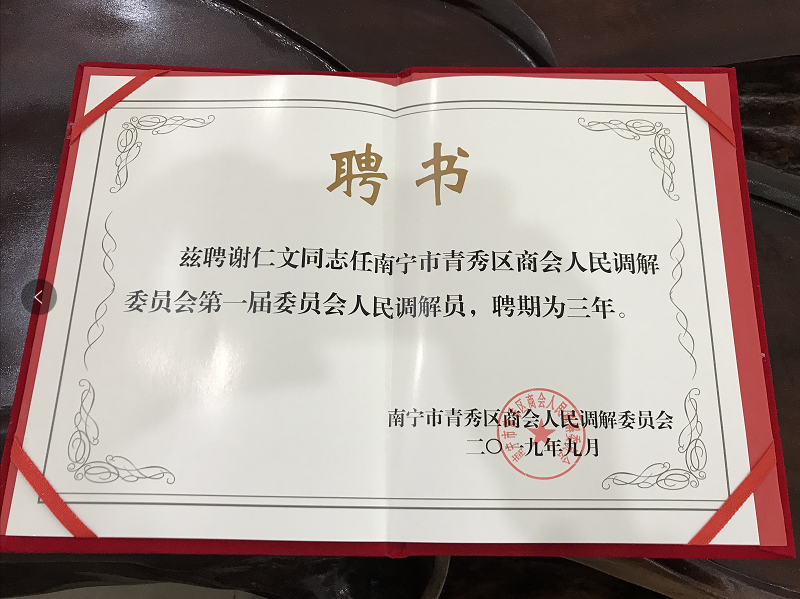 聘书
兹聘谢仁文同志任南宁市青秀区商会人民调解
委员会第一届委员会人民调解员，聘期为三年。
南宁市青秀区商会人民调解委员会
二〇一九年九月